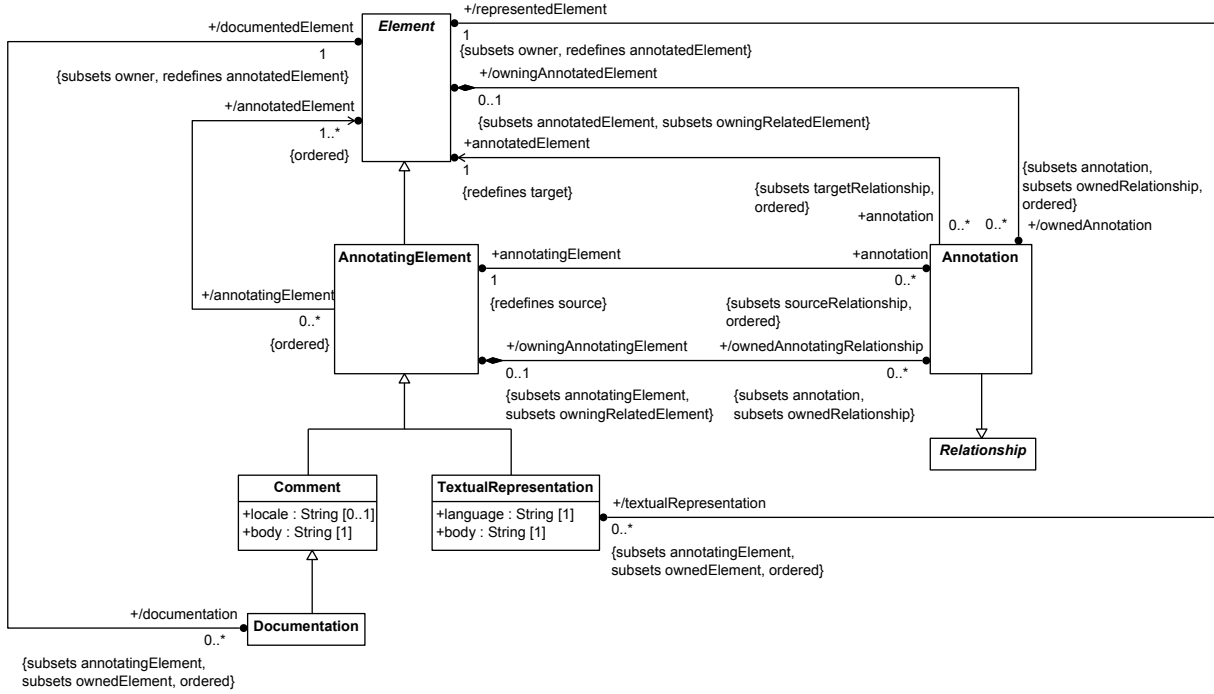 +/representedElement
1
{subsets owner, redefines annotatedElement}
+/documentedElement
1
{subsets owner, redefines annotatedElement}
Element
+/owningAnnotatedElement
0..1
{subsets annotatedElement, subsets owningRelatedElement}
+/annotatedElement
1..*
{ordered}
+annotatedElement
1
{redefines target}
{subsets targetRelationship,
ordered}
+annotation
0..*
{subsets annotation,
subsets ownedRelationship,
ordered}
0..*
+/ownedAnnotation
AnnotatingElement
+annotatingElement
1
{redefines source}
+annotation
0..*
{subsets sourceRelationship,
ordered}
Annotation
+/annotatingElement
0..*
{ordered}
+/owningAnnotatingElement
0..1
{subsets annotatingElement,
subsets owningRelatedElement}
+/ownedAnnotatingRelationship
0..*
{subsets annotation,
subsets ownedRelationship}
Relationship
Comment
+locale : String [0..1]
+body : String [1]
TextualRepresentation
+language : String [1]
+body : String [1]
+/textualRepresentation
0..*
{subsets annotatingElement,
subsets ownedElement, ordered}
+/documentation
0..*
{subsets annotatingElement,
subsets ownedElement, ordered}
Documentation